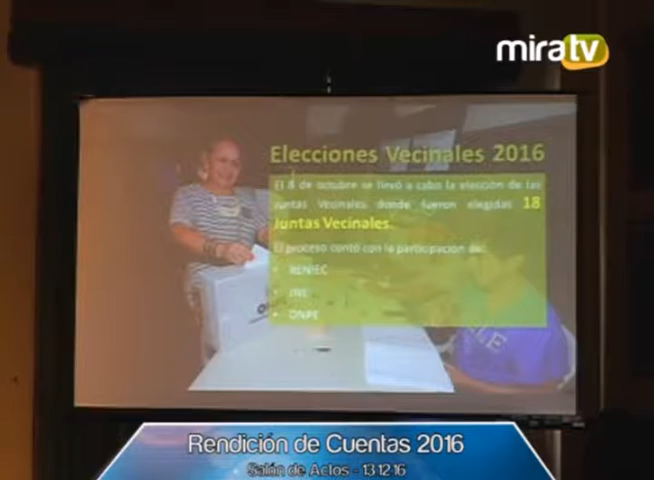 miratv
Elecciones Vecinales 2016
El 8 de octubre se llevó a cabo la elección de las
Juntas Vecinales donde fueron elegidas 18
Juntas Vecinales.
El proceso contó con la participación de:
• RENIEC
• JNE
• ONPE
Rendición de Cuentas 2016
Salón de Actos - 13.12.16